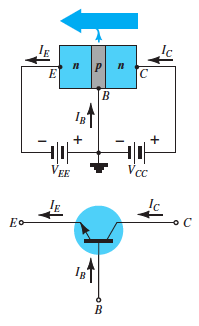 I_E I_C
n p n
E C
B
I_B
− + − +
V_EE V_CC
I_E I_C
E C
I_B
B